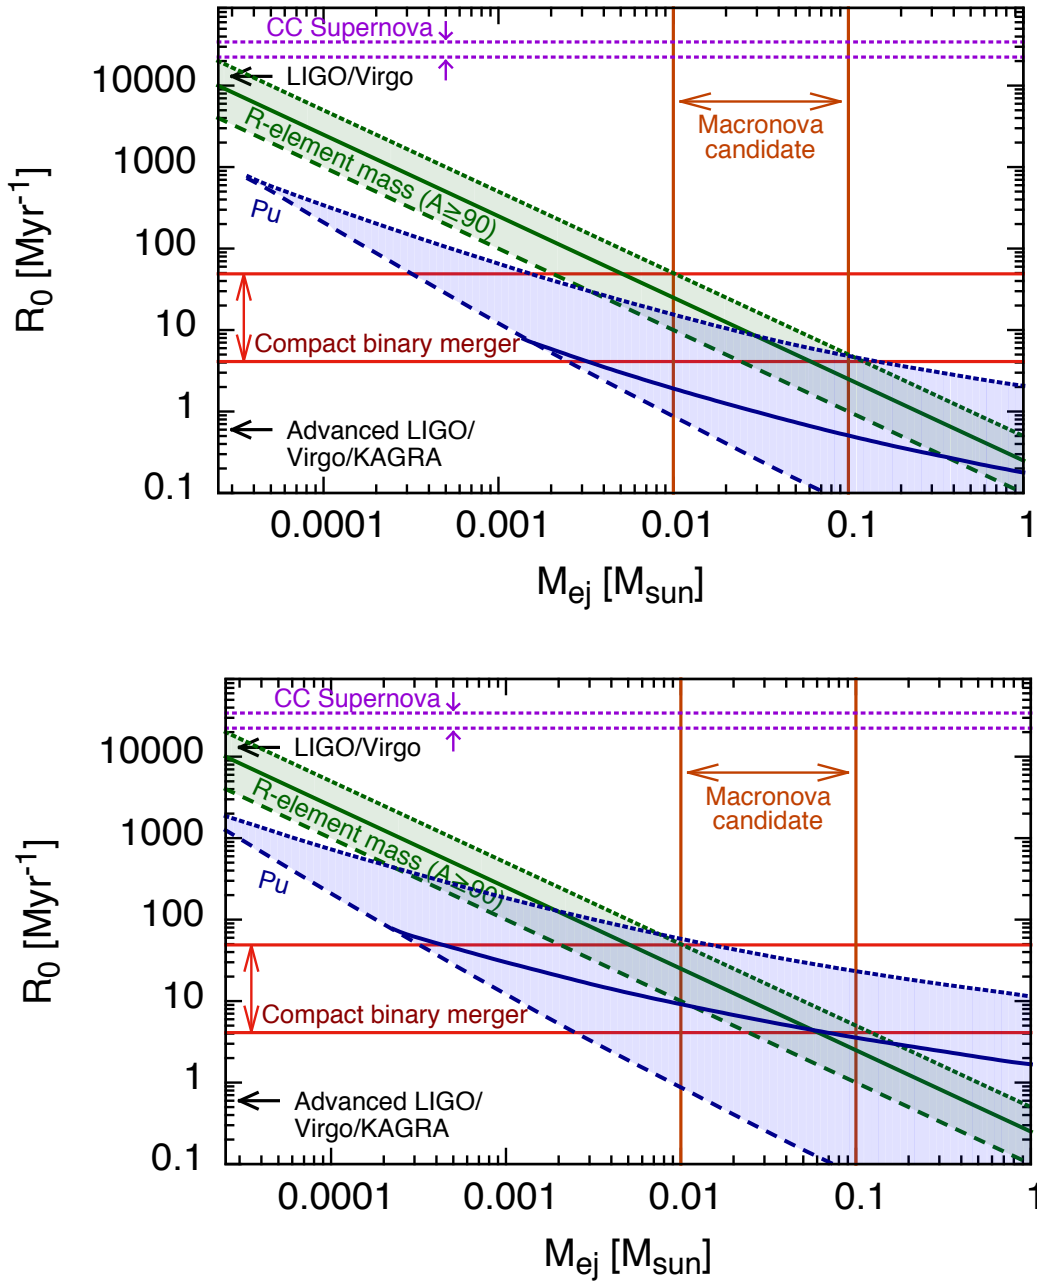 CC Supernova
10000
LIGO/Virgo
R-element mass (A≥90)
Macronova
candidate
1000
Pu
100
R₀ [Myr⁻¹]
10
Compact binary merger
1
Advanced LIGO/
Virgo/KAGRA
0.1
0.0001 0.001 0.01 0.1 1
Mₑⱼ [Mₛᵤₙ]
CC Supernova
10000
LIGO/Virgo
R-element mass (A≥90)
Macronova
candidate
1000
Pu
100
R₀ [Myr⁻¹]
10
Compact binary merger
1
Advanced LIGO/
Virgo/KAGRA
0.1
0.0001 0.001 0.01 0.1 1
Mₑⱼ [Mₛᵤₙ]